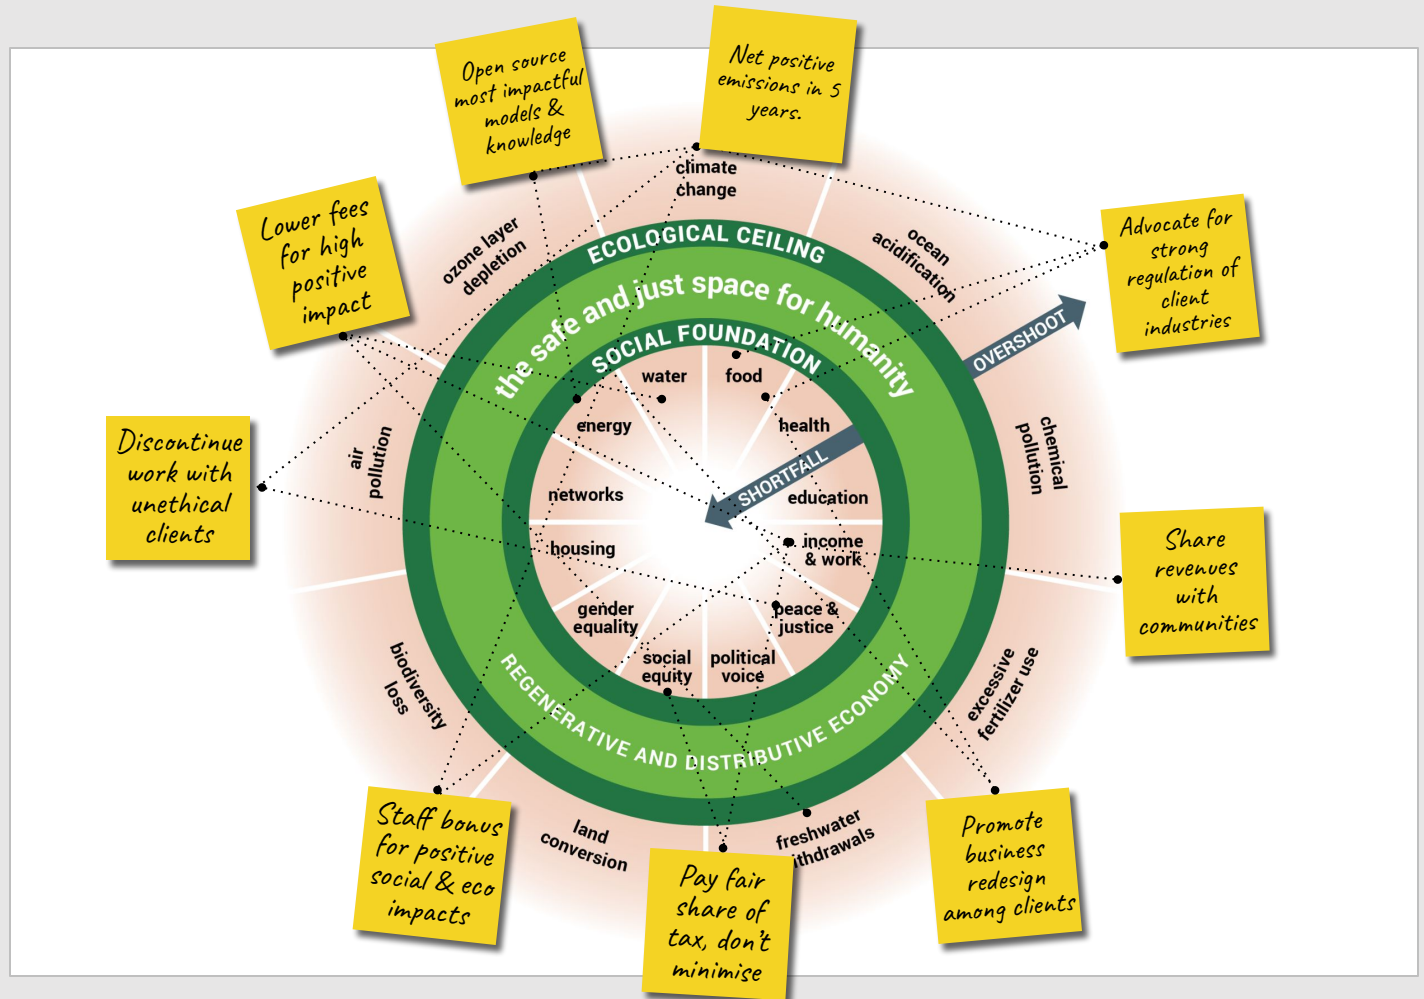 Open source
most impactful
models &
knowledge
Net positive
emissions in 5
years.
Lower fees
for high
positive
impact
Advocate for
strong
regulation of
client
industries
Discontinue
work with
unethical
clients
Share
revenues
with
communities
Staff bonus
for positive
social & eco
impacts
Pay fair
share of
tax, don't
minimise
Promote
business
redesign
among clients
climate
change
ozone layer
depletion
ocean
acidification
air
pollution
chemical
pollution
biodiversity
loss
excessive
fertilizer use
land
conversion
freshwater
ithdrawals
ECOLOGICAL CEILING
the safe and just space for humanity
SOCIAL FOUNDATION
OVERSHOOT
SHORTFALL
water
food
energy
health
networks
education
housing
income
& work
gender
equality
peace &
justice
social
equity
political
voice
REGENERATIVE AND DISTRIBUTIVE ECONOMY